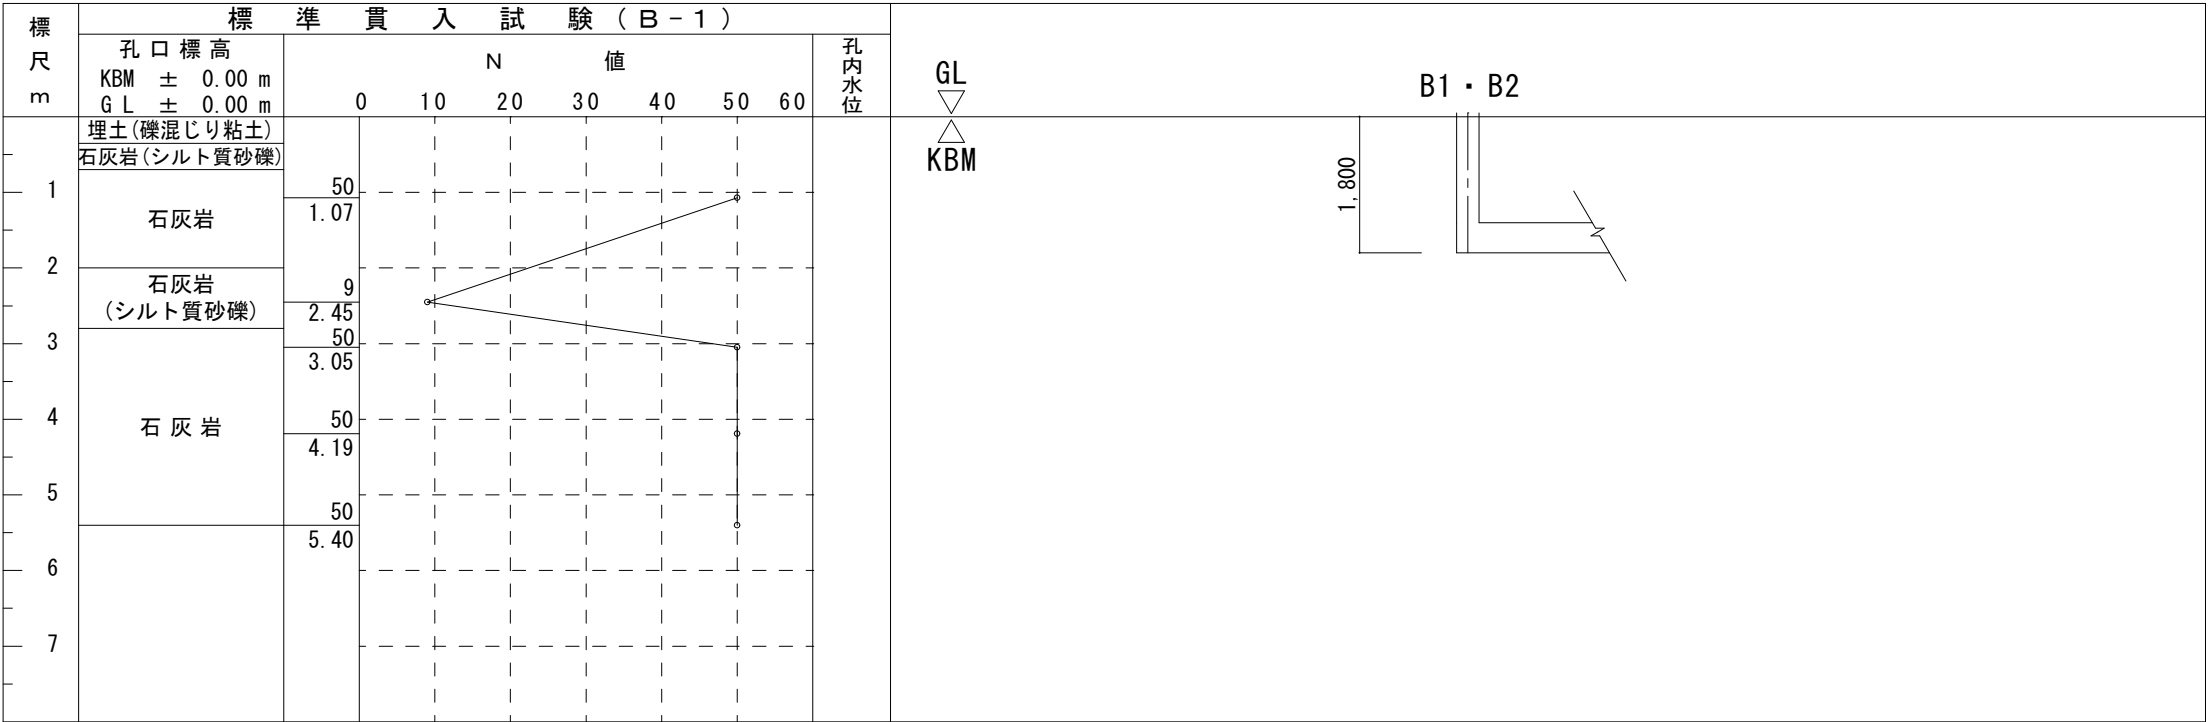 標尺m
標準貫入試験(B-1)
孔口標高
KBM ± 0.00 m
GL ± 0.00 m
N 値
0 10 20 30 40 50 60
孔内水位
埋土(礫混じり粘土)
石灰岩(シルト質砂礫)
石灰岩
石灰岩
(シルト質砂礫)
石灰岩
1
2
3
4
5
6
7
50
1.07
9
2.45
50
3.05
50
4.19
50
5.40
GL
KBM
B1・B2
1,800